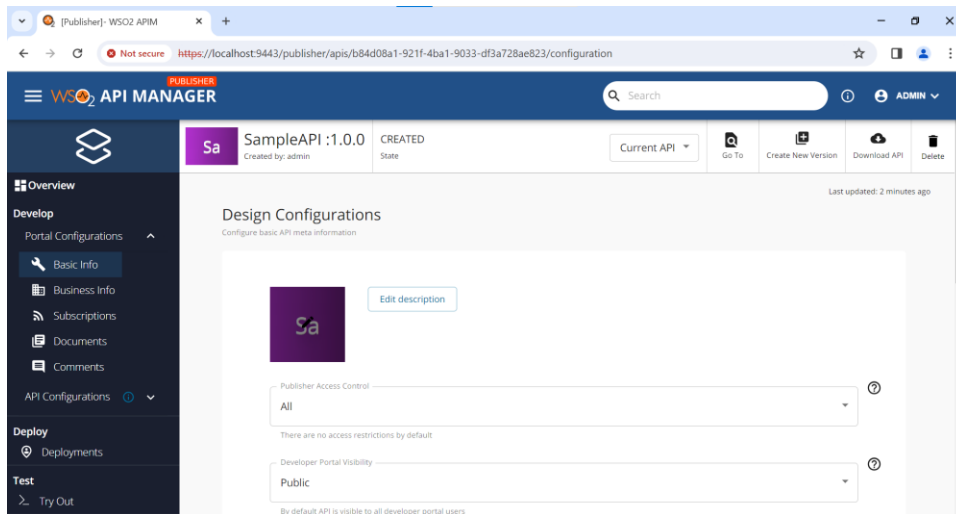 [Publisher]- WSO2 APIM
Not secure https://localhost:9443/publisher/apis/b84d08a1-921f-4ba1-9033-df3a728ae823/configuration
PUBLISHER
WSO2 API MANAGER
Search
ADMIN
Sa
SampleAPI :1.0.0
Created by: admin
CREATED
State
Current API
Go To
Create New Version
Download API
Delete
Overview
Develop
Portal Configurations
Basic Info
Business Info
Subscriptions
Documents
Comments
API Configurations
Deploy
Deployments
Test
Try Out
Last updated: 2 minutes ago
Design Configurations
Configure basic API meta information
Sa
Edit description
Publisher Access Control
All
There are no access restrictions by default
Developer Portal Visibility
Public
By default API is visible to all developer portal users